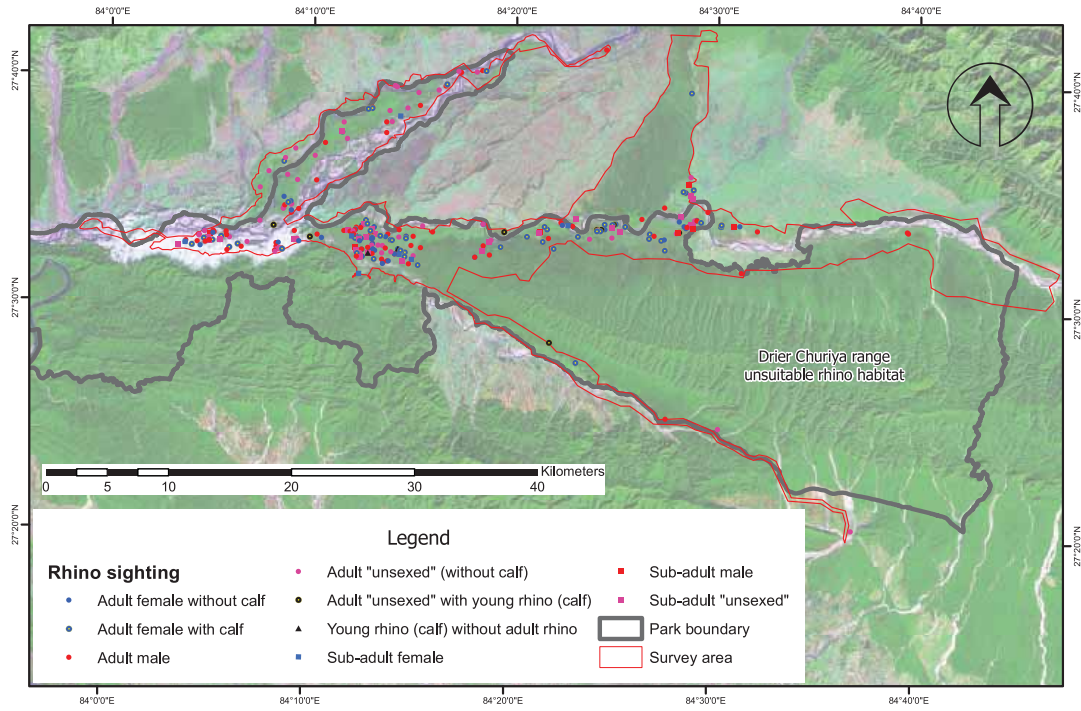 84°0'0"E 84°10'0"E 84°20'0"E 84°30'0"E 84°40'0"E
27°40'0"N 27°40'0"N
27°30'0"N 27°30'0"N
Drier Churiya range
unsuitable rhino habitat
Kilometers
0 5 10 20 30 40
27°20'0"N 27°20'0"N
Legend
Rhino sighting
Adult female without calf
Adult female with calf
Adult male
Adult "unsexed" (without calf)
Adult "unsexed" with young rhino (calf)
Young rhino (calf) without adult rhino
Sub-adult female
Sub-adult male
Sub-adult "unsexed"
Park boundary
Survey area
84°0'0"E 84°10'0"E 84°20'0"E 84°30'0"E 84°40'0"E